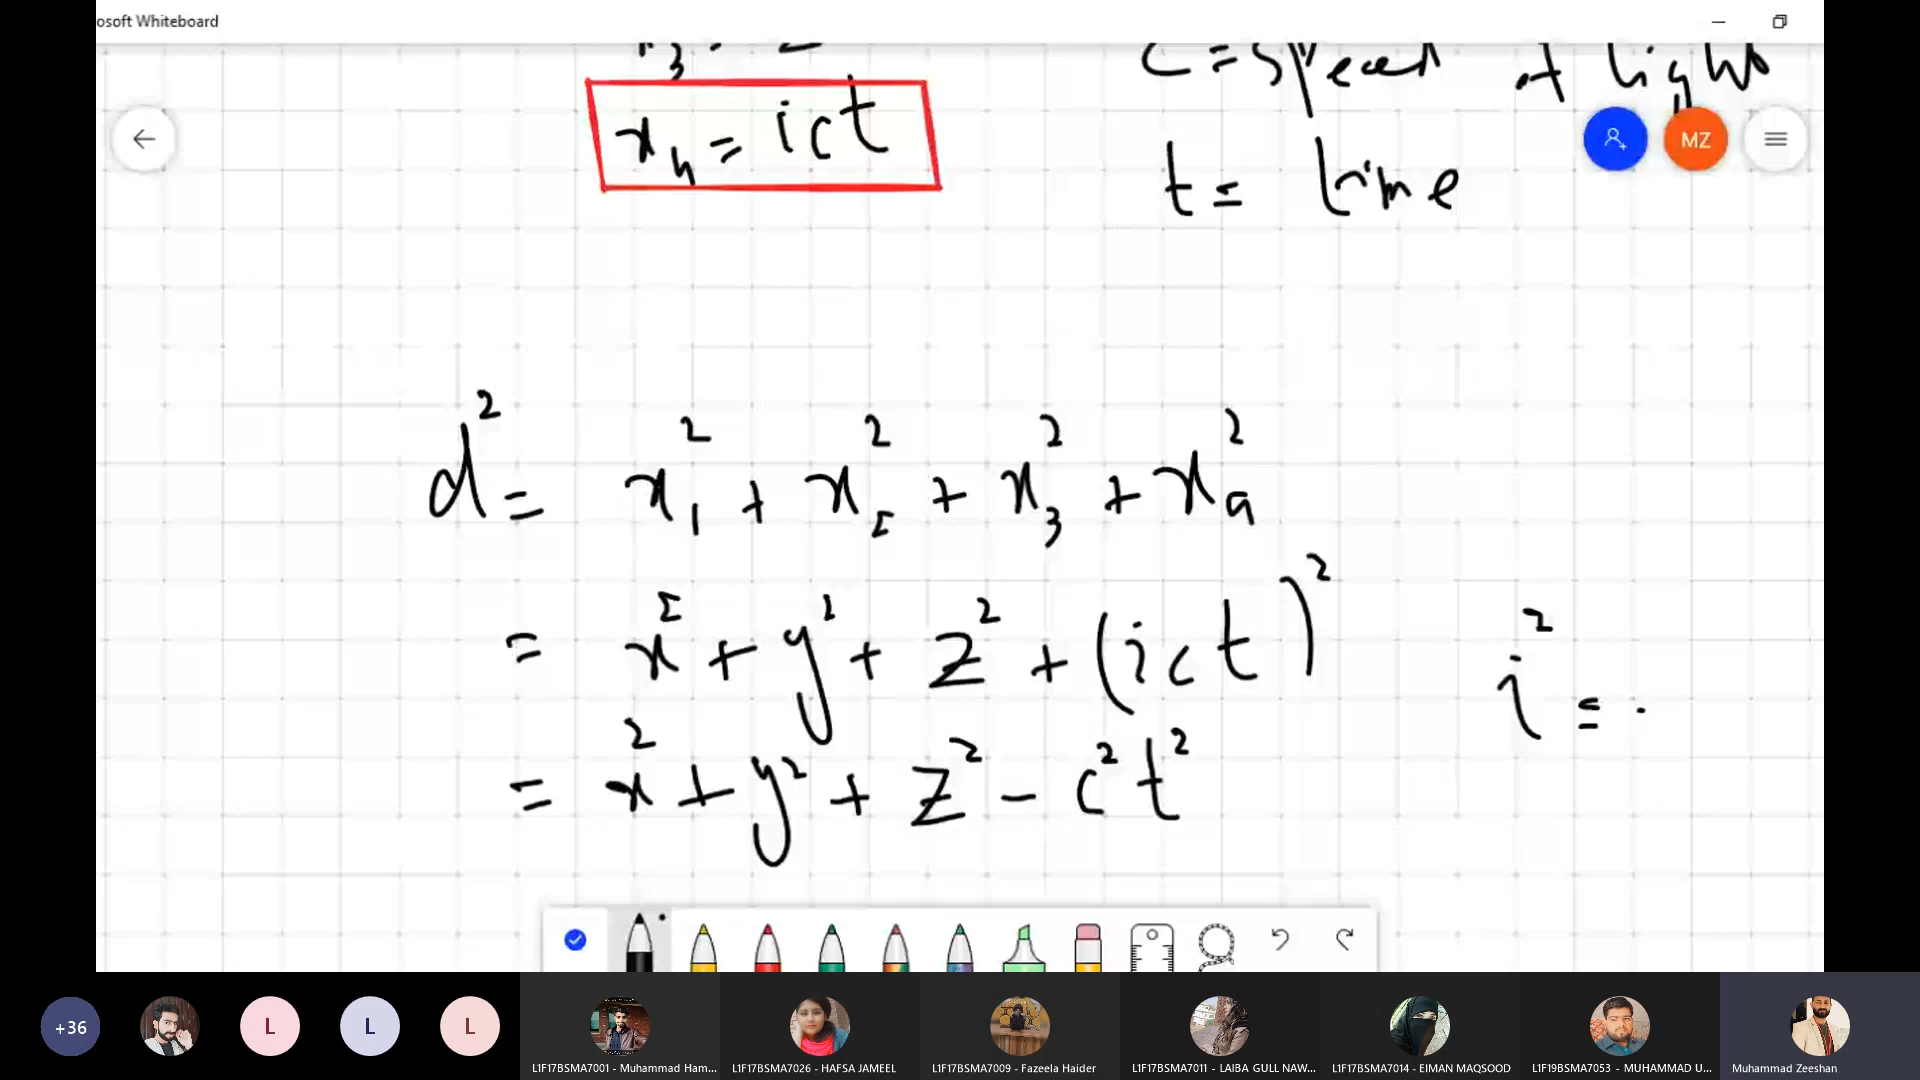 osoft Whiteboard
c = speed of light
x₄ = ict
MZ
t = time
d² = x₁² + x₂² + x₃² + x₄²
= x² + y² + z² + (ict)²
i² = -
= x² + y² + z² - c²t²
+36
L
L
L
L1F17BSMA7001 - Muhammad Ham...
L1F17BSMA7026 - HAFSA JAMEEL
L1F17BSMA7009 - Fazeela Haider
L1F17BSMA7011 - LAIBA GULL NAW...
L1F17BSMA7014 - EIMAN MAQSOOD
L1F19BSMA7053 - MUHAMMAD U...
Muhammad Zeeshan